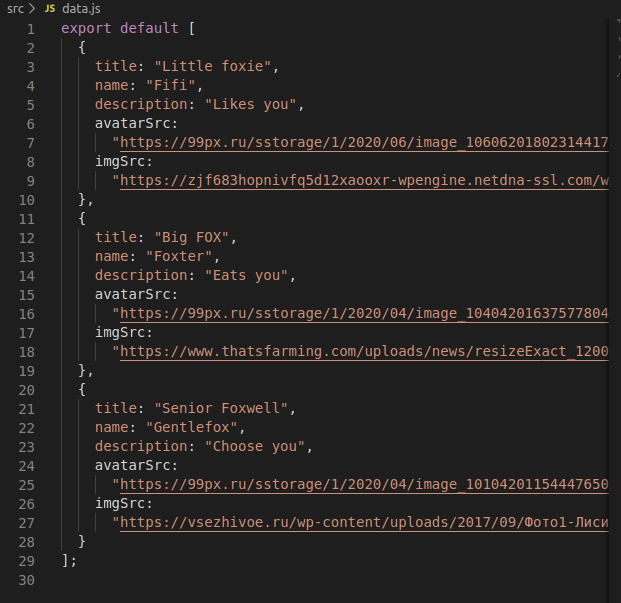 src > JS data.js
1 export default [
2 {
3 title: "Little foxie",
4 name: "Fifi",
5 description: "Likes you",
6 avatarSrc:
7 "https://99px.ru/sstorage/1/2020/06/image_10606201802314417
8 imgSrc:
9 "https://zjf683hopnivfq5d12xaooxr-wpengine.netdna-ssl.com/w
10 },
11 {
12 title: "Big FOX",
13 name: "Foxter",
14 description: "Eats you",
15 avatarSrc:
16 "https://99px.ru/sstorage/1/2020/04/image_10404201637577804
17 imgSrc:
18 "https://www.thatsfarming.com/uploads/news/resizeExact_1200
19 },
20 {
21 title: "Senior Foxwell",
22 name: "Gentlefox",
23 description: "Choose you",
24 avatarSrc:
25 "https://99px.ru/sstorage/1/2020/04/image_10104201154447650
26 imgSrc:
27 "https://vsezhivoe.ru/wp-content/uploads/2017/09/Фото1-Лиси
28 }
29 ];
30